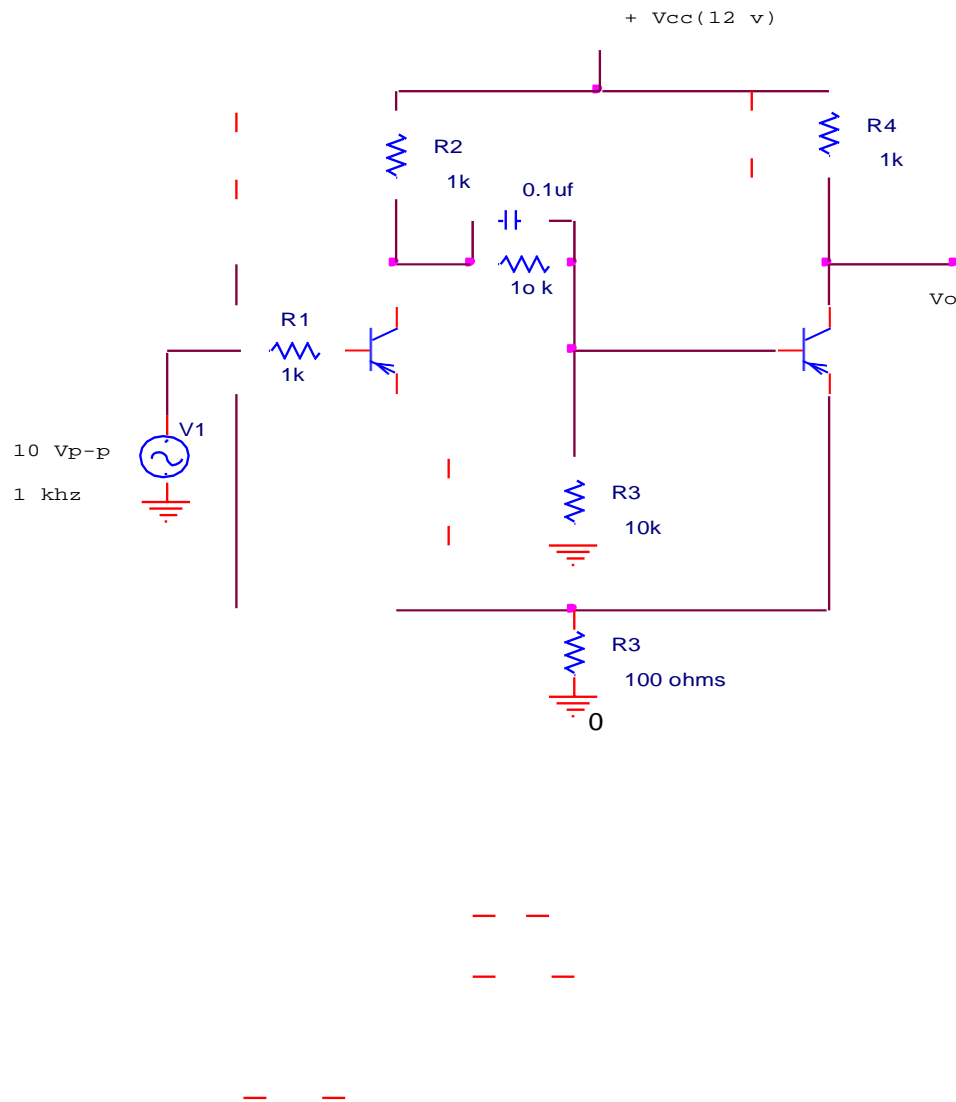 + Vcc(12 v)
R4
1k
R2
1k
0.1uf
1o k
Vo
R1
1k
V1
10 Vp-p
1 khz
R3
10k
R3
100 ohms
0